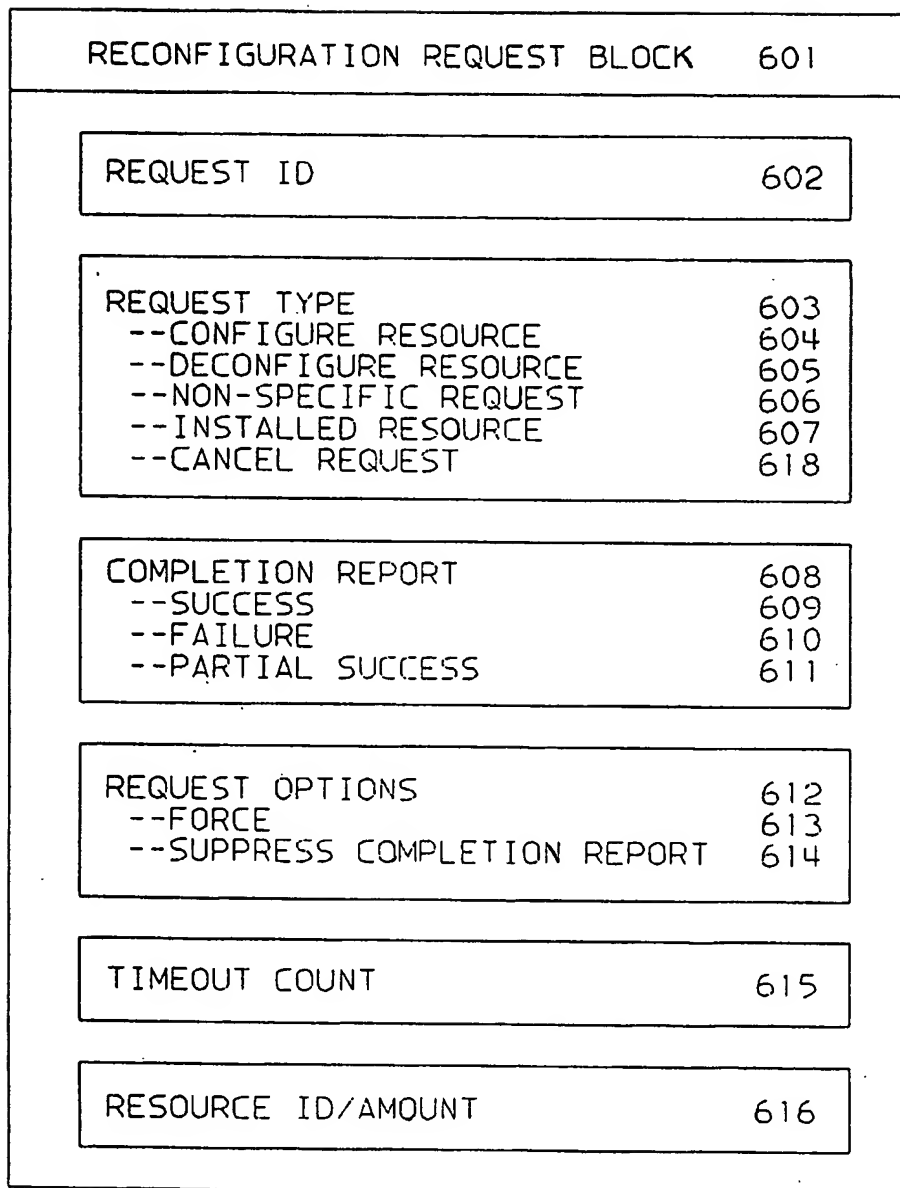 RECONFIGURATION REQUEST BLOCK 601
REQUEST ID 602
REQUEST TYPE 603
--CONFIGURE RESOURCE 604
--DECONFIGURE RESOURCE 605
--NON-SPECIFIC REQUEST 606
--INSTALLED RESOURCE 607
--CANCEL REQUEST 618
COMPLETION REPORT 608
--SUCCESS 609
--FAILURE 610
--PARTIAL SUCCESS 611
REQUEST OPTIONS 612
--FORCE 613
--SUPPRESS COMPLETION REPORT 614
TIMEOUT COUNT 615
RESOURCE ID/AMOUNT 616